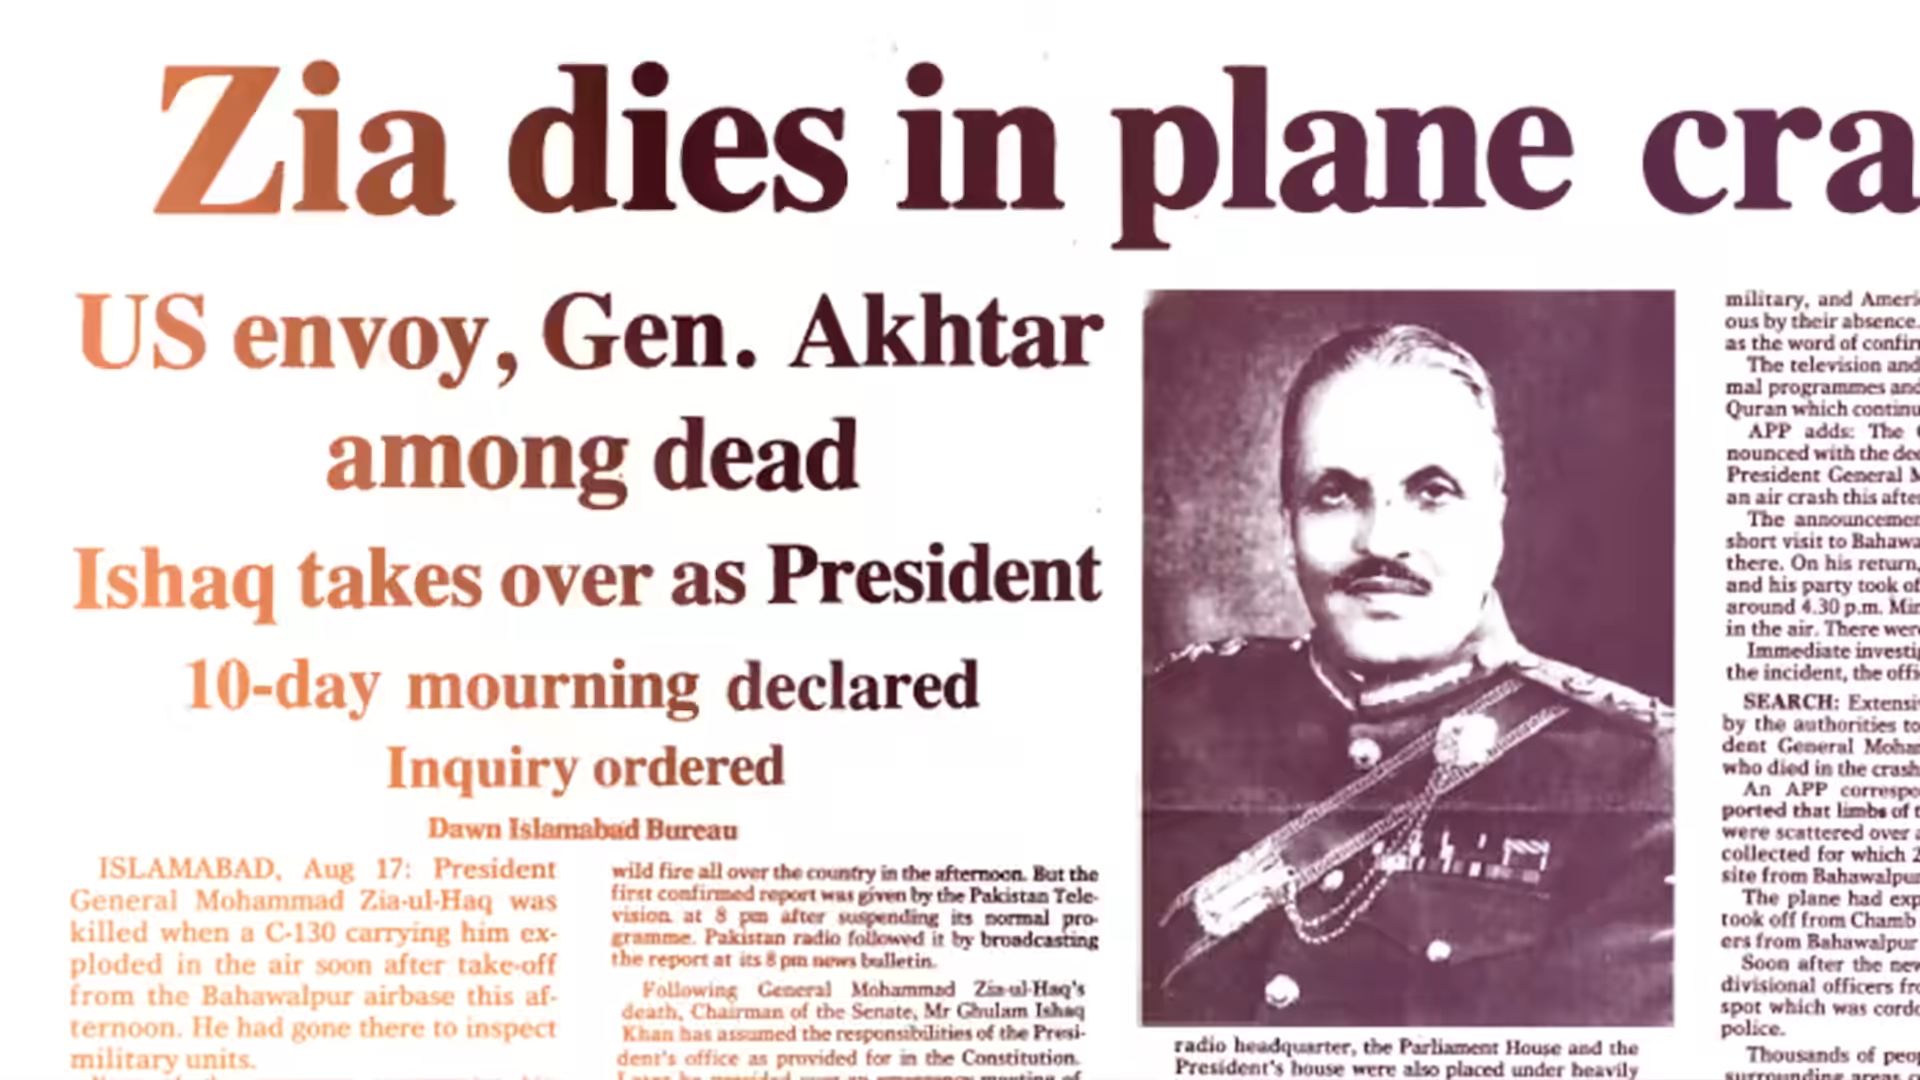 Zia dies in plane cra
US envoy, Gen. Akhtar
among dead
Ishaq takes over as President
10-day mourning declared
Inquiry ordered
Dawn Islamabad Bureau
ISLAMABAD, Aug 17: President
General Mohammad Zia-ul-Haq was
killed when a C-130 carrying him ex-
ploded in the air soon after take-off
from the Bahawalpur airbase this af-
ternoon. He had gone there to inspect
military units.
wild fire all over the country in the afternoon. But the
first confirmed report was given by the Pakistan Tele-
vision at 8 pm after suspending its normal pro-
gramme. Pakistan radio followed it by broadcasting
the report at its 8 pm news bulletin.
Following General Mohammad Zia-ul-Haq's
death, Chairman of the Senate, Mr Ghulam Ishaq
Khan has assumed the responsibilities of the Presi-
dent's office as provided for in the Constitution.
radio headquarter, the Parliament House and the
President's house were also placed under heavily
military, and Ameri
ous by their absence.
as the word of confir
The television and
mal programmes and
Quran which continu
APP adds: The
nounced with the dee
President General M
an air crash this after
The announcemen
short visit to Bahawa
there. On his return,
and his party took of
around 4.30 p.m. Min
in the air. There were
Immediate investig
the incident, the offi
SEARCH: Extensi
by the authorities to
dent General Moham
who died in the crash
An APP correspo
ported that limbs of t
were scattered over a
collected for which 2
site from Bahawalpur
The plane had exp
took off from Chamb
ers from Bahawalpur
Soon after the new
divisional officers fro
spot which was cordo
police.
Thousands of peop
surrounding areas